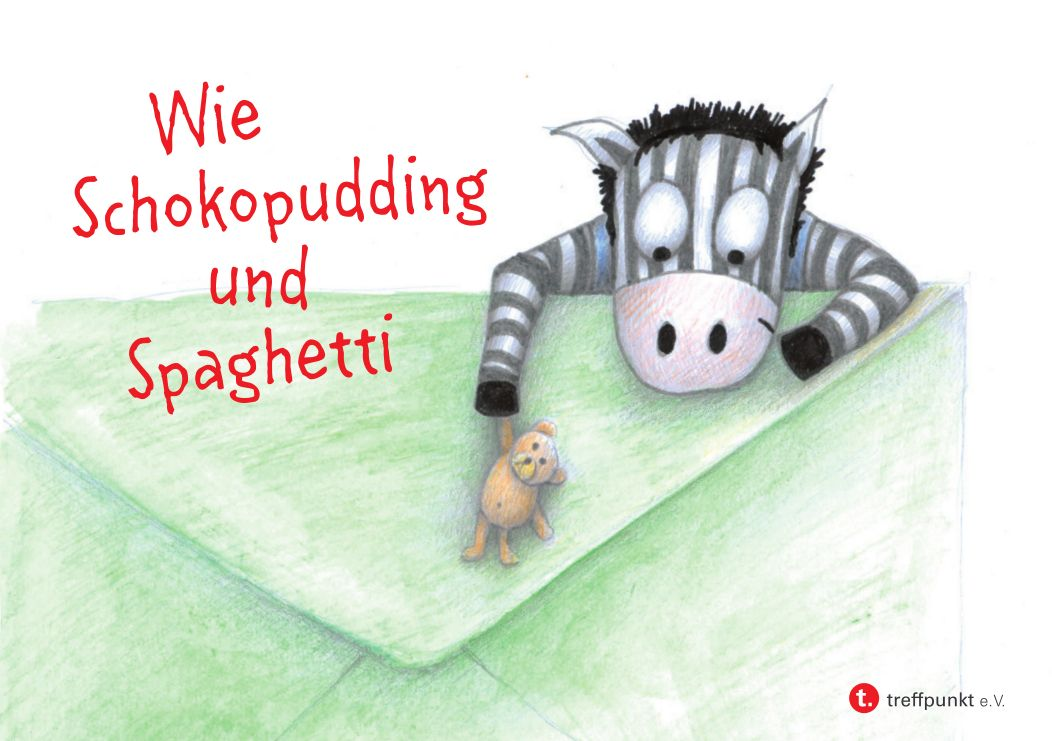 Wie
Schokopudding
und
Spaghetti
t. treffpunkt e.V.